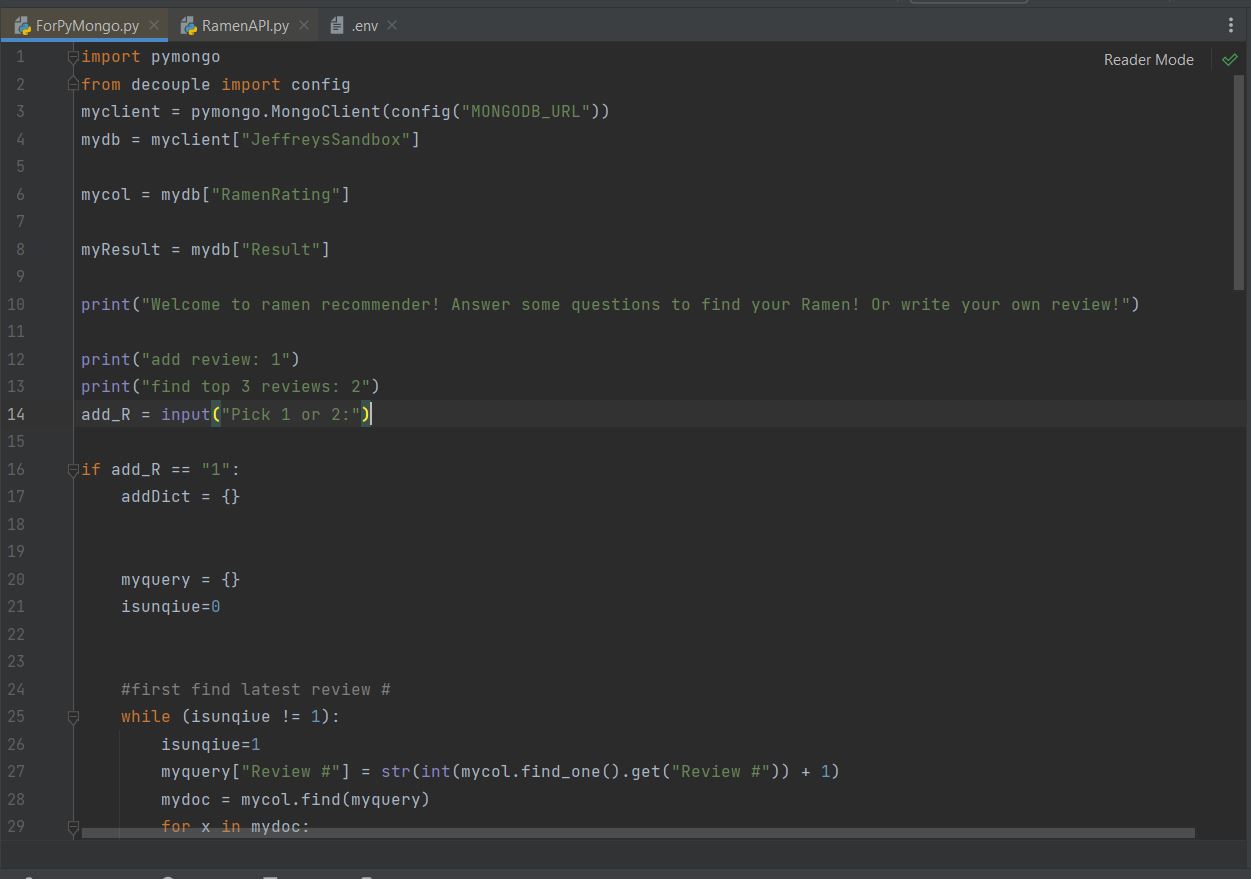 ForPyMongo.py RamenAPI.py .env
Reader Mode
1 import pymongo
2 from decouple import config
3 myclient = pymongo.MongoClient(config("MONGODB_URL"))
4 mydb = myclient["JeffreysSandbox"]
5
6 mycol = mydb["RamenRating"]
7
8 myResult = mydb["Result"]
9
10 print("Welcome to ramen recommender! Answer some questions to find your Ramen! Or write your own review!")
11
12 print("add review: 1")
13 print("find top 3 reviews: 2")
14 add_R = input("Pick 1 or 2:")
15
16 if add_R == "1":
17     addDict = {}
18
19
20     myquery = {}
21     isunqiue=0
22
23
24     #first find latest review #
25     while (isunqiue != 1):
26         isunqiue=1
27         myquery["Review #"] = str(int(mycol.find_one().get("Review #")) + 1)
28         mydoc = mycol.find(myquery)
29         for x in mydoc: